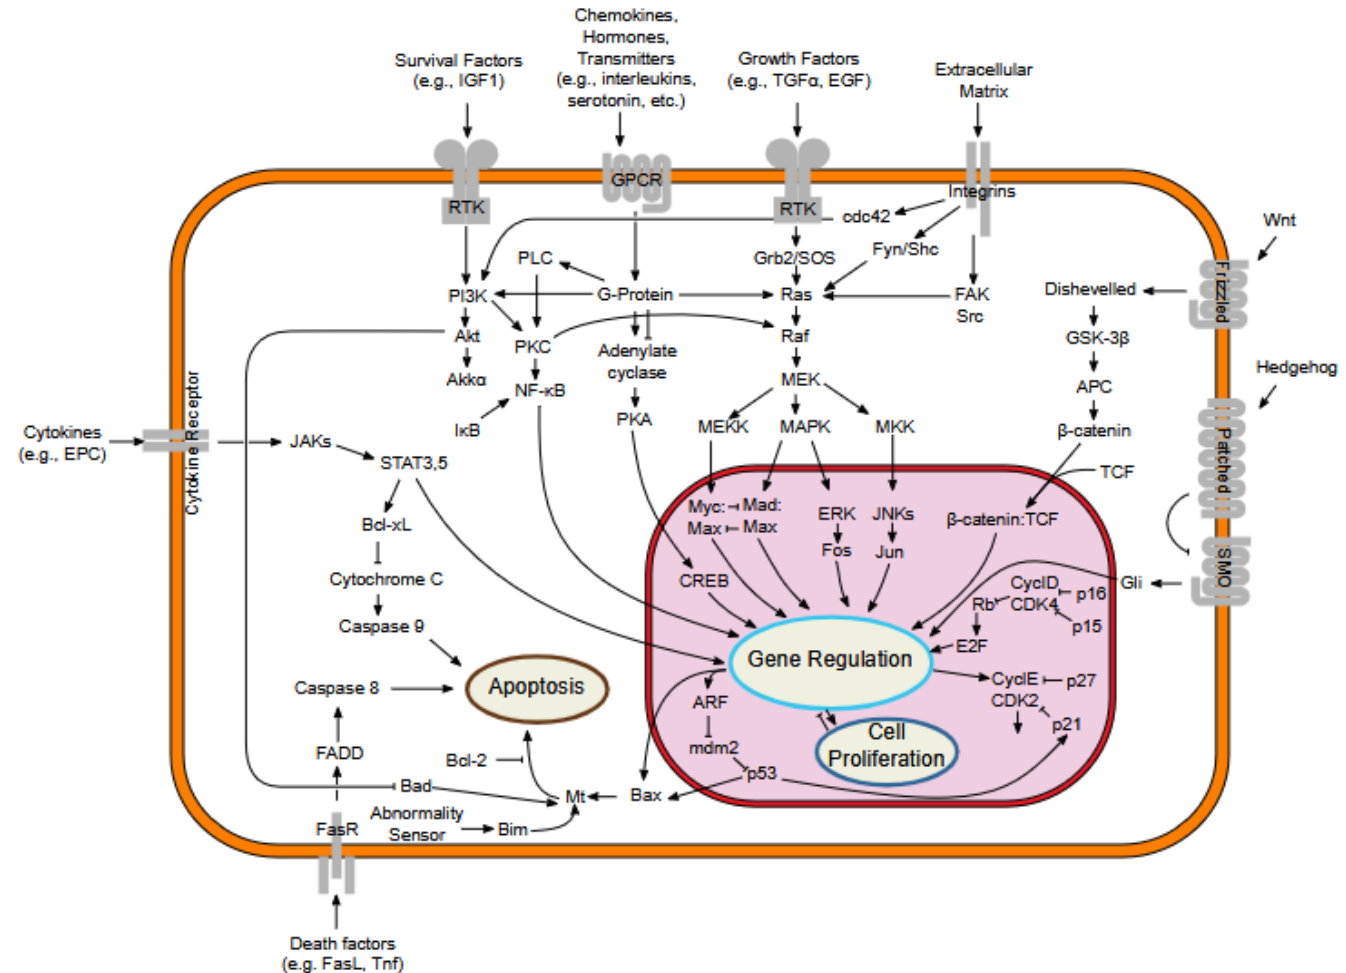 Chemokines,
Hormones,
Transmitters
(e.g., interleukins,
serotonin, etc.)
Survival Factors
(e.g., IGF1)
Growth Factors
(e.g., TGFα, EGF)
Extracellular
Matrix
RTK
GPCR
RTK
Integrins
cdc42
Wnt
Grb2/SOS
Fyn/Shc
PLC
Frizzled
PI3K
G-Protein
Ras
FAK
Src
Dishevelled
Akt
PKC
Raf
GSK-3β
Adenylate
cyclase
Akkα
NF-κB
MEK
APC
Hedgehog
IκB
PKA
MEKK
MAPK
MKK
β-catenin
Cytokines
(e.g., EPC)
Cytokine Receptor
JAKs
STAT3,5
TCF
Patched
Bcl-xL
Myc:
Mad:
Max
Max
ERK
JNKs
β-catenin:TCF
Fos
Jun
Cytochrome C
CREB
SMO
Gli
CyclD
CDK4
p16
Rb
p15
Caspase 9
E2F
Gene Regulation
Caspase 8
Apoptosis
ARF
CyclE
CDK2
p27
p21
FADD
Bcl-2
mdm2
Cell
Proliferation
p53
Bad
Mt
Bax
Abnormality
Sensor
Bim
FasR
Death factors
(e.g. FasL, Tnf)